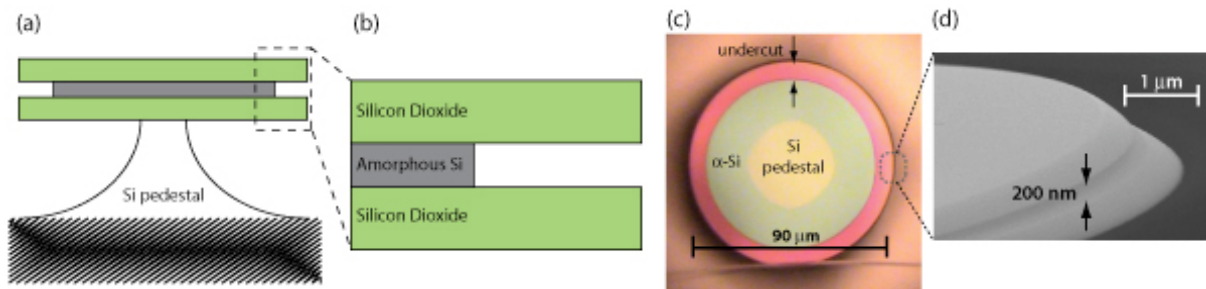 (a)
Si pedestal
(b)
Silicon Dioxide
Amorphous Si
Silicon Dioxide
(c)
undercut
α-Si
Si
pedestal
90 μm
(d)
1 μm
200 nm